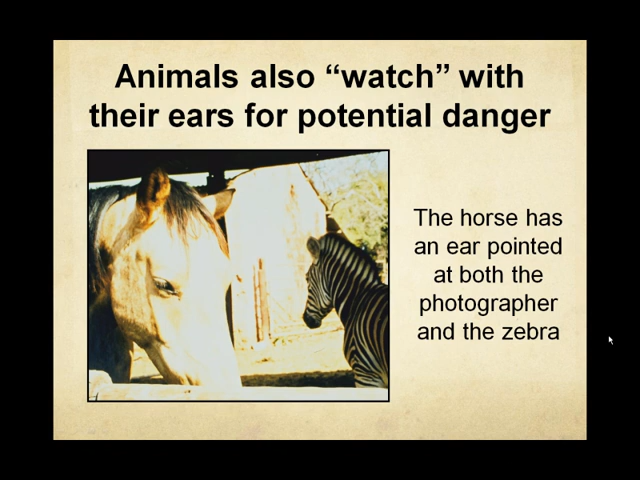 Animals also “watch” with
their ears for potential danger
The horse has
an ear pointed
at both the
photographer
and the zebra